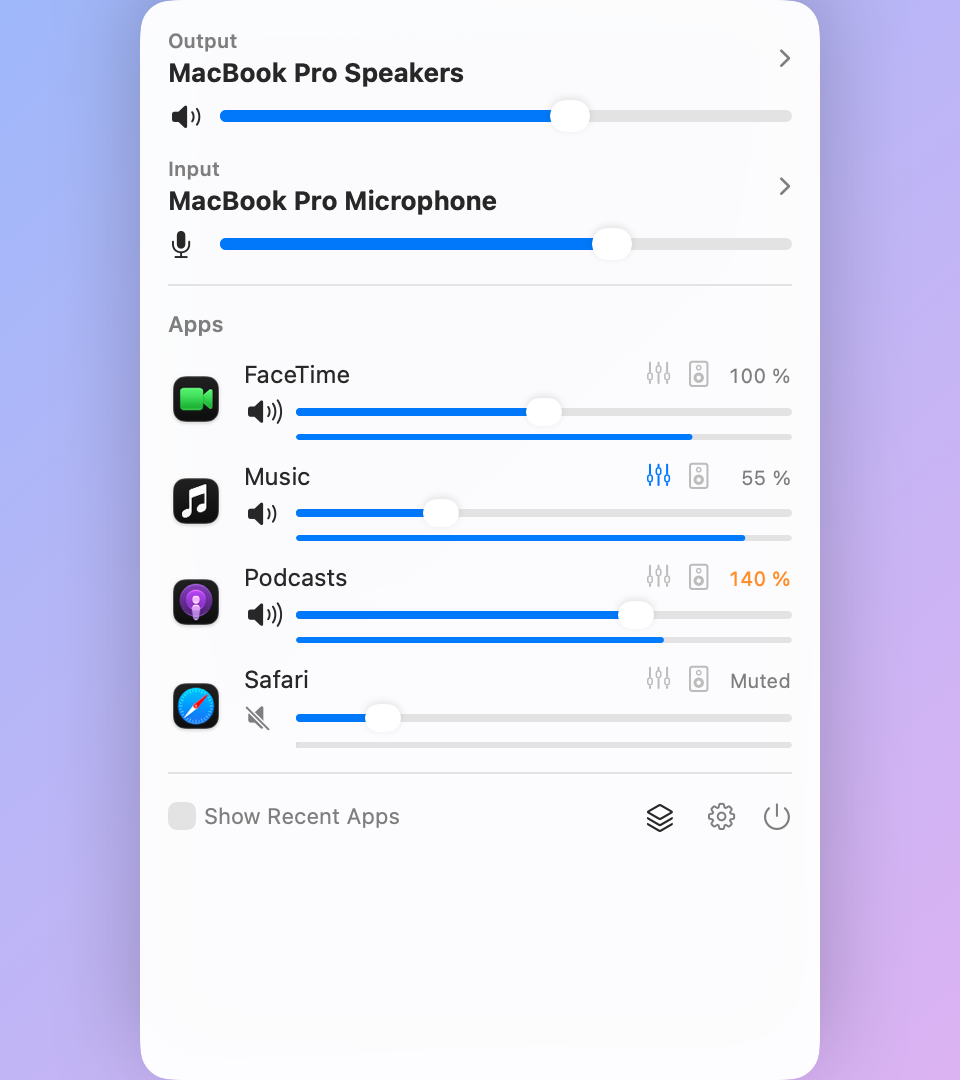 Output
MacBook Pro Speakers
Input
MacBook Pro Microphone
Apps
FaceTime
100 %
Music
55 %
Podcasts
140 %
Safari
Muted
Show Recent Apps